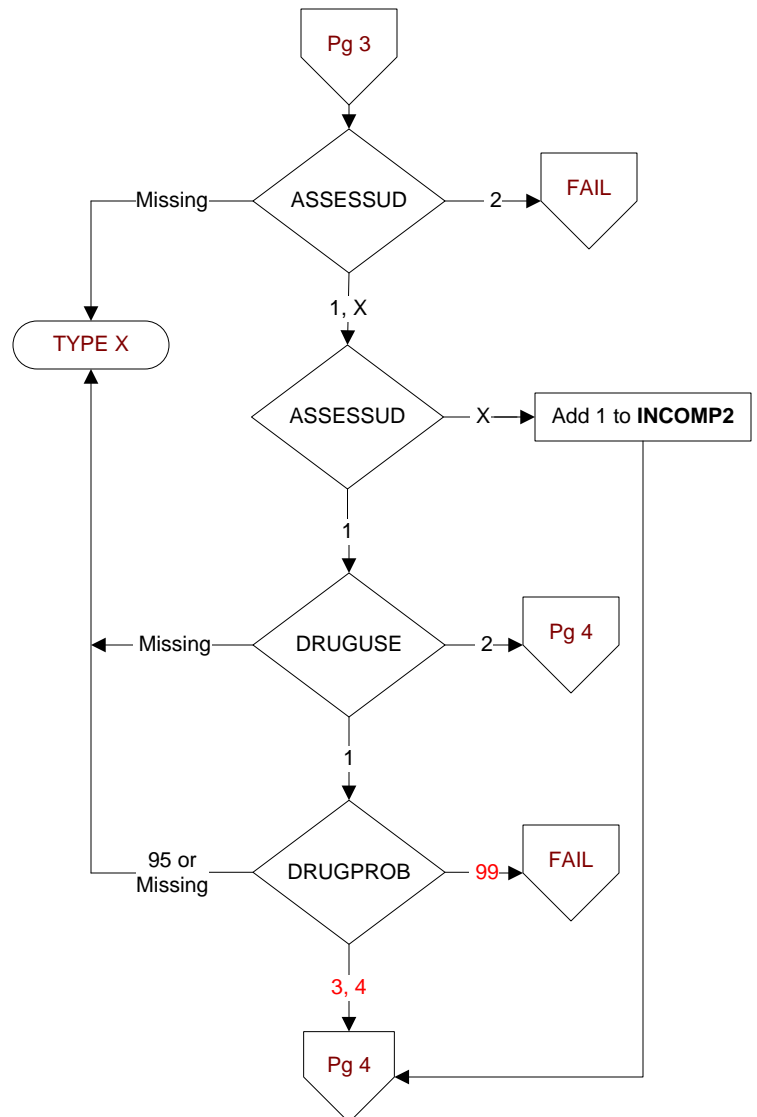 Pg 3
Missing
ASSESSUD
2
FAIL
1, X
TYPE X
ASSESSUD
X
Add 1 to INCOMP2
1
Missing
DRUGUSE
2
Pg 4
1
95 or
Missing
DRUGPROB
99
FAIL
3, 4
Pg 4